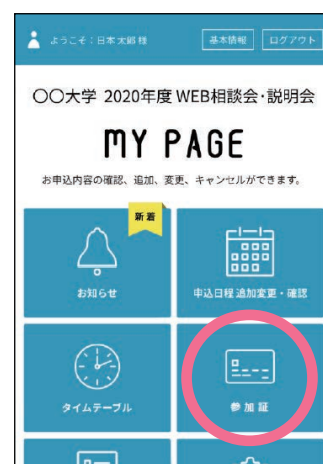 ようこそ：日本太郎 様
基本情報
ログアウト
〇〇大学 2020年度 WEB相談会・説明会
MY PAGE
お申込内容の確認、追加、変更、キャンセルができます。
新着
お知らせ
申込日程 追加変更・確認
タイムテーブル
参加証